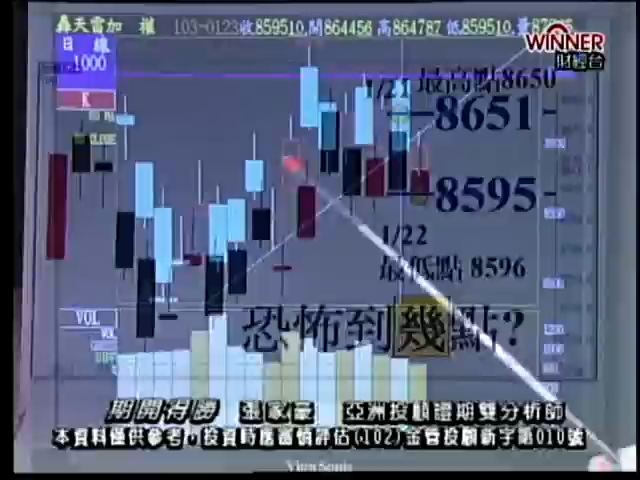 轟天雷加 權 103-0123收859510.開864456 高864787 低859510.量87
WINNER
財經台
日 線
1000
K
1/21 最高點8650
8651
8595
1/22
最低點 8596
VOL
恐怖到幾點?
期開得勝 張家豪 亞洲投顧證期雙分析師
本資料僅供參考，投資時應審慎評估(102)金管投顧新字第010號
ViewSonic